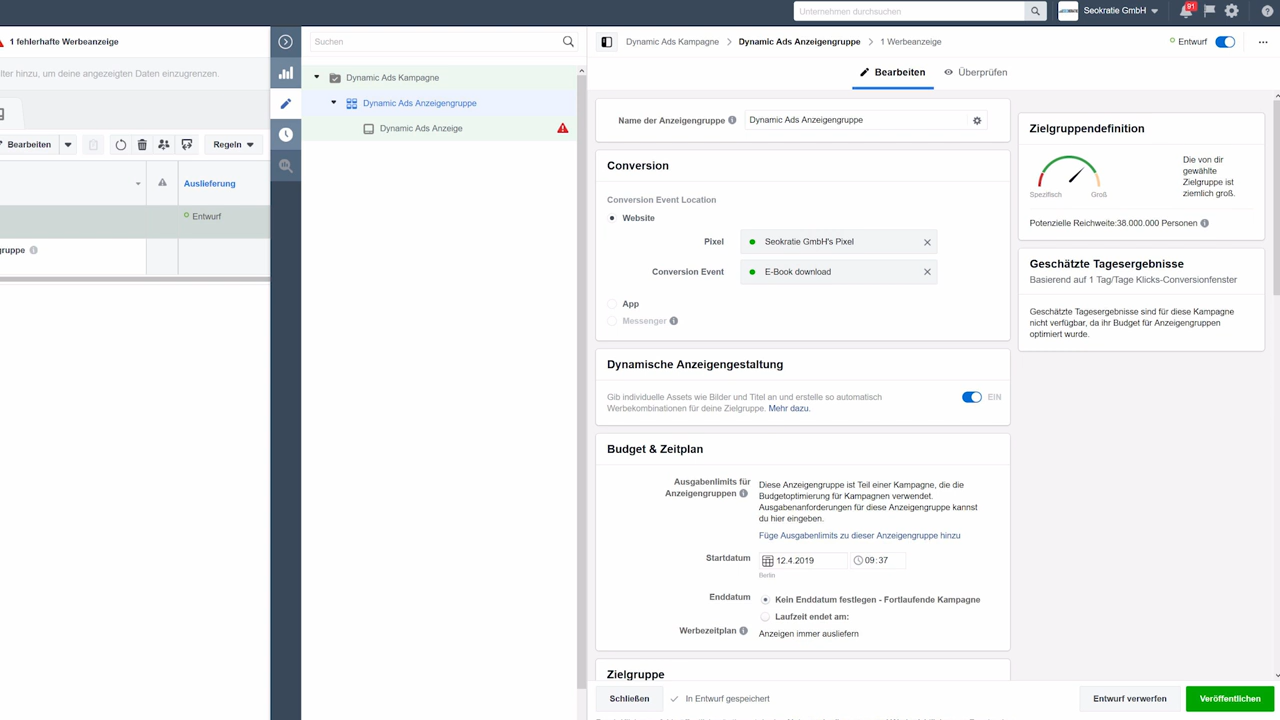 Unternehmen durchsuchen
Seokratie GmbH
91
1 fehlerhafte Werbeanzeige
lter hinzu, um deine angezeigten Daten einzugrenzen.
Bearbeiten
Regeln
Auslieferung
Entwurf
gruppe
Suchen
Dynamic Ads Kampagne
Dynamic Ads Anzeigengruppe
Dynamic Ads Anzeige
Dynamic Ads Kampagne > Dynamic Ads Anzeigengruppe > 1 Werbeanzeige
Entwurf
Bearbeiten
Überprüfen
Name der Anzeigengruppe
Dynamic Ads Anzeigengruppe
Conversion
Conversion Event Location
Website
Pixel
Seokratie GmbH's Pixel
Conversion Event
E-Book download
App
Messenger
Dynamische Anzeigengestaltung
Gib individuelle Assets wie Bilder und Titel an und erstelle so automatisch
Werbekombinationen für deine Zielgruppe. Mehr dazu.
EIN
Budget & Zeitplan
Ausgabenlimits für
Anzeigengruppen
Diese Anzeigengruppe ist Teil einer Kampagne, die die
Budgetoptimierung für Kampagnen verwendet.
Ausgabenanforderungen für diese Anzeigengruppe kannst
du hier eingeben.
Füge Ausgabenlimits zu dieser Anzeigengruppe hinzu
Startdatum
12.4.2019
09:37
Berlin
Enddatum
Kein Enddatum festlegen - Fortlaufende Kampagne
Laufzeit endet am:
Werbezeitplan
Anzeigen immer ausliefern
Zielgruppe
Zielgruppendefinition
Spezifisch
Groß
Die von dir
gewählte
Zielgruppe ist
ziemlich groß.
Potenzielle Reichweite:38.000.000 Personen
Geschätzte Tagesergebnisse
Basierend auf 1 Tag/Tage Klicks-Conversionfenster
Geschätzte Tagesergebnisse sind für diese Kampagne
nicht verfügbar, da ihr Budget für Anzeigengruppen
optimiert wurde.
Schließen
In Entwurf gespeichert
Entwurf verwerfen
Veröffentlichen